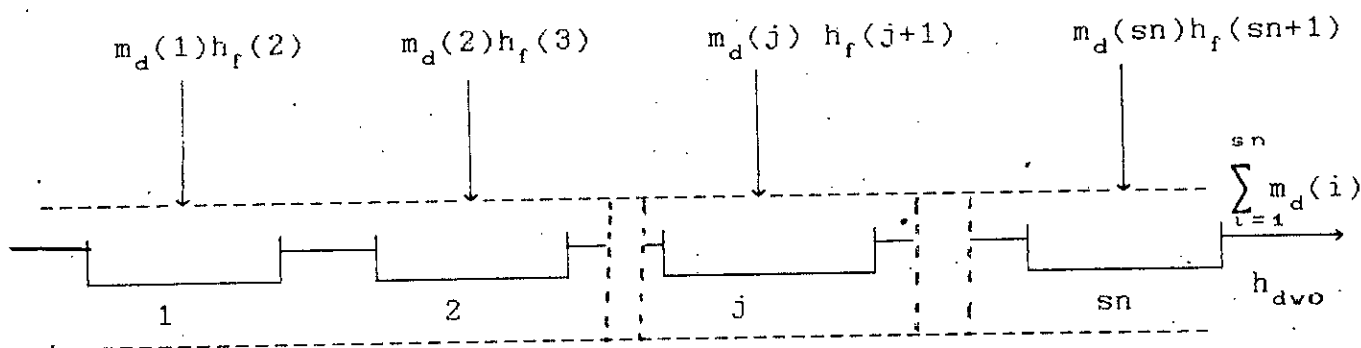 m_d(1)h_f(2) m_d(2)h_f(3) m_d(j) h_f(j+1) m_d(sn)h_f(sn+1)
sn
∑ m_d(i)
i=1
h_dwo
1 2 j sn